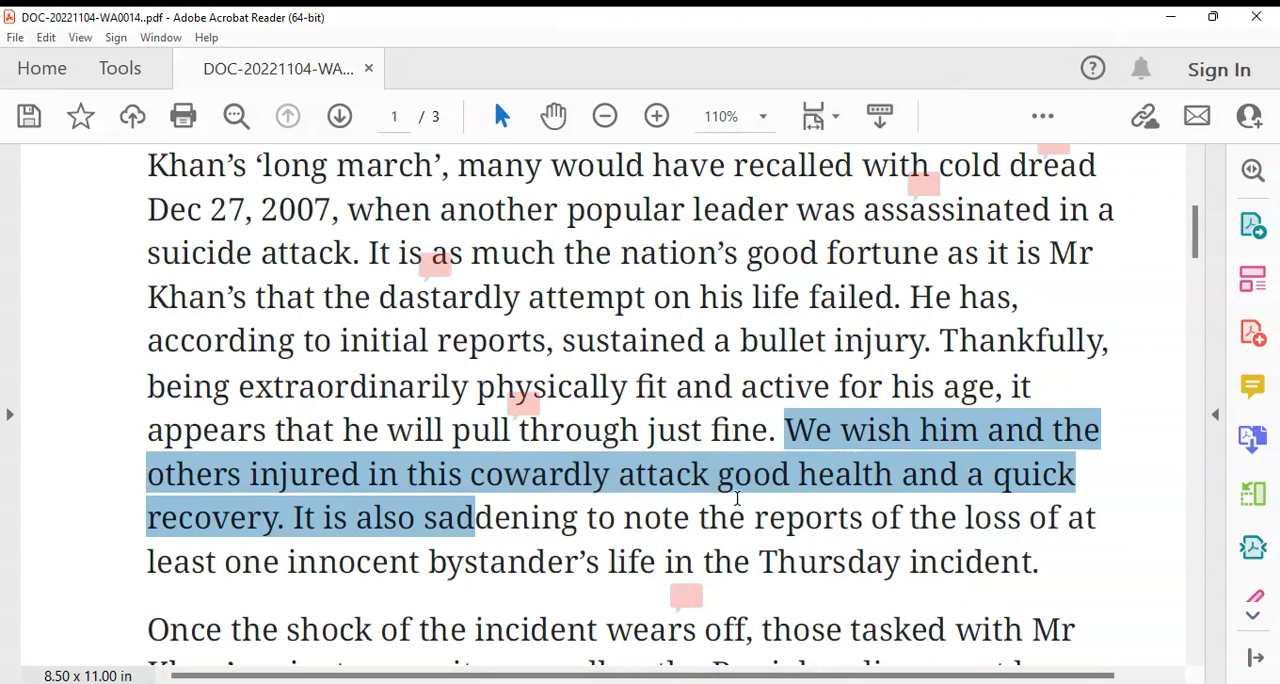 DOC-20221104-WA0014..pdf - Adobe Acrobat Reader (64-bit)
File Edit View Sign Window Help
Home Tools DOC-20221104-WA... ×
Sign In
1 / 3 110%
Khan’s ‘long march’, many would have recalled with cold dread
Dec 27, 2007, when another popular leader was assassinated in a
suicide attack. It is as much the nation’s good fortune as it is Mr
Khan’s that the dastardly attempt on his life failed. He has,
according to initial reports, sustained a bullet injury. Thankfully,
being extraordinarily physically fit and active for his age, it
appears that he will pull through just fine. We wish him and the
others injured in this cowardly attack good health and a quick
recovery. It is also saddening to note the reports of the loss of at
least one innocent bystander’s life in the Thursday incident.
Once the shock of the incident wears off, those tasked with Mr
8.50 x 11.00 in